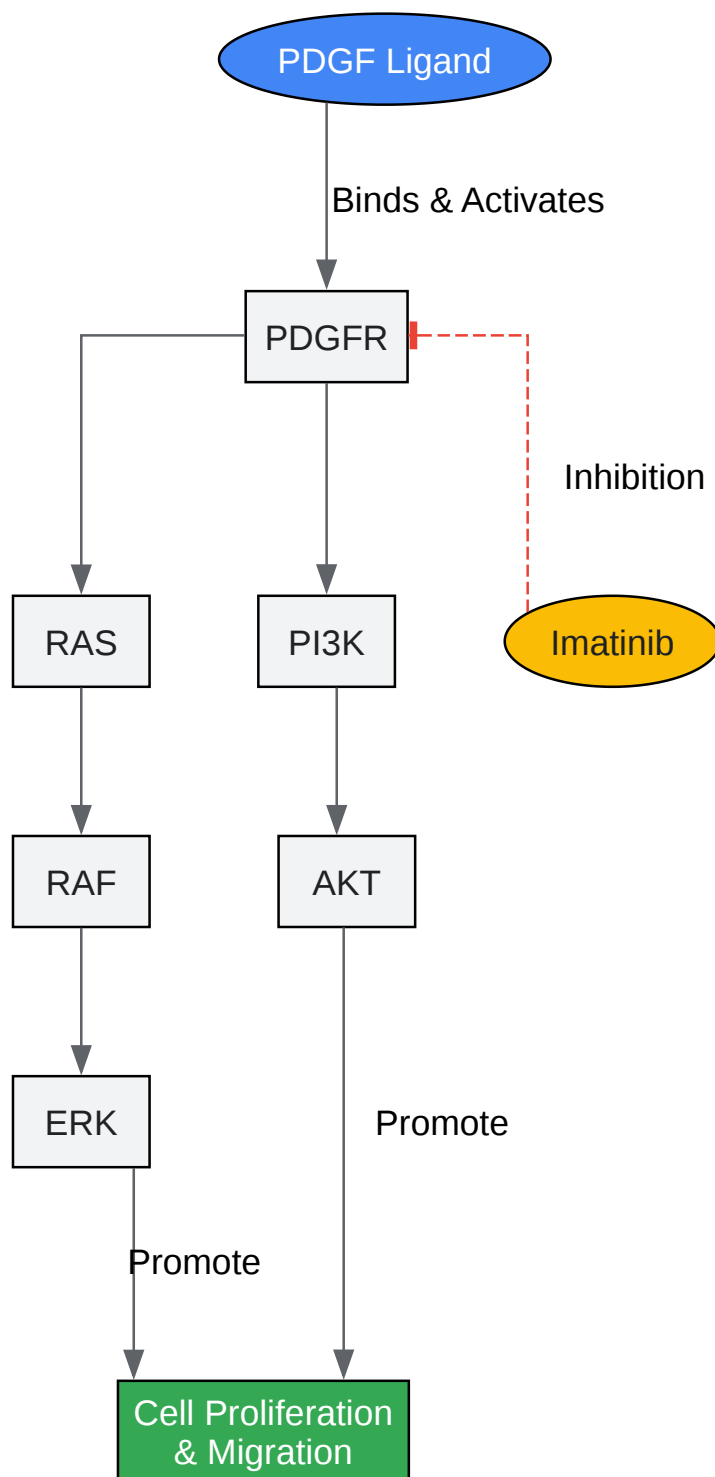 PDGF Ligand
Binds & Activates
PDGFR
Inhibition
RAS
PI3K
Imatinib
RAF
AKT
ERK
Promote
Promote
Cell Proliferation
& Migration